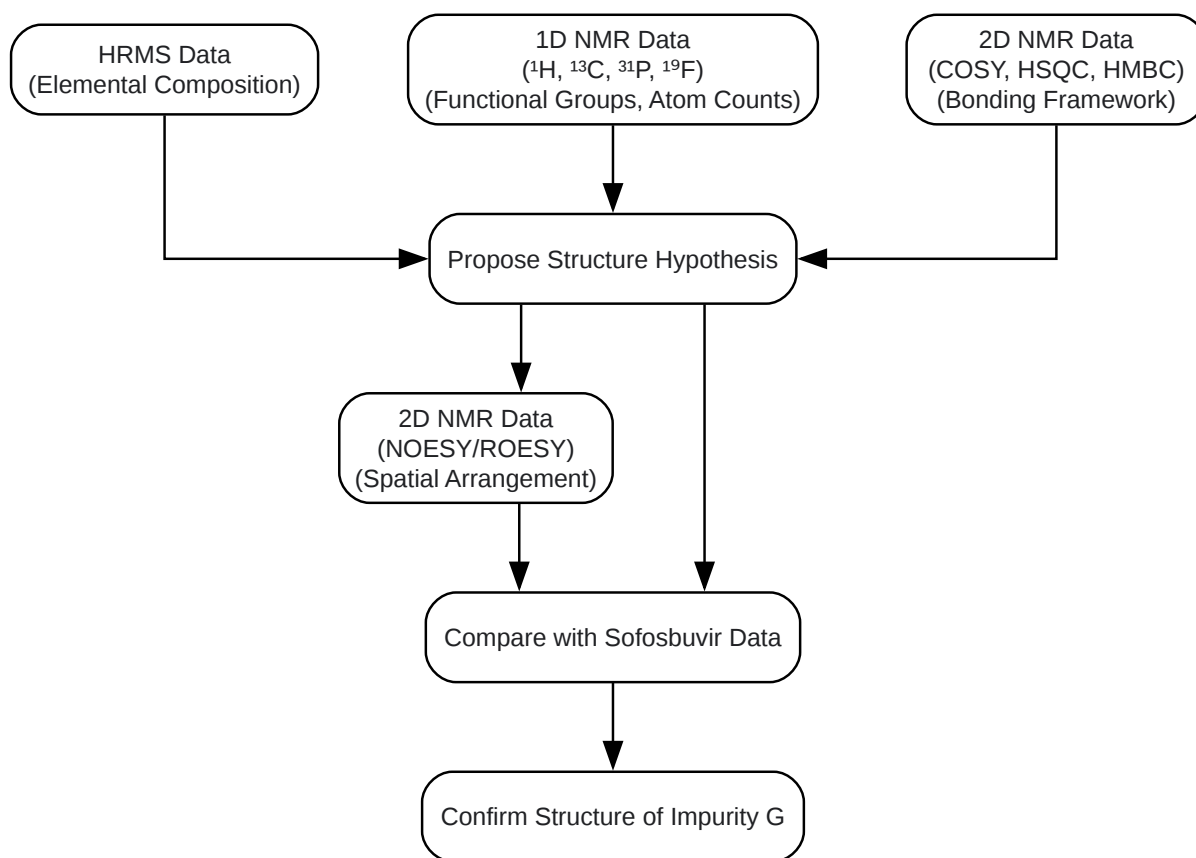 HRMS Data
(Elemental Composition)
1D NMR Data
(¹H, ¹³C, ³¹P, ¹⁹F)
(Functional Groups, Atom Counts)
2D NMR Data
(COSY, HSQC, HMBC)
(Bonding Framework)
Propose Structure Hypothesis
2D NMR Data
(NOESY/ROESY)
(Spatial Arrangement)
Compare with Sofosbuvir Data
Confirm Structure of Impurity G